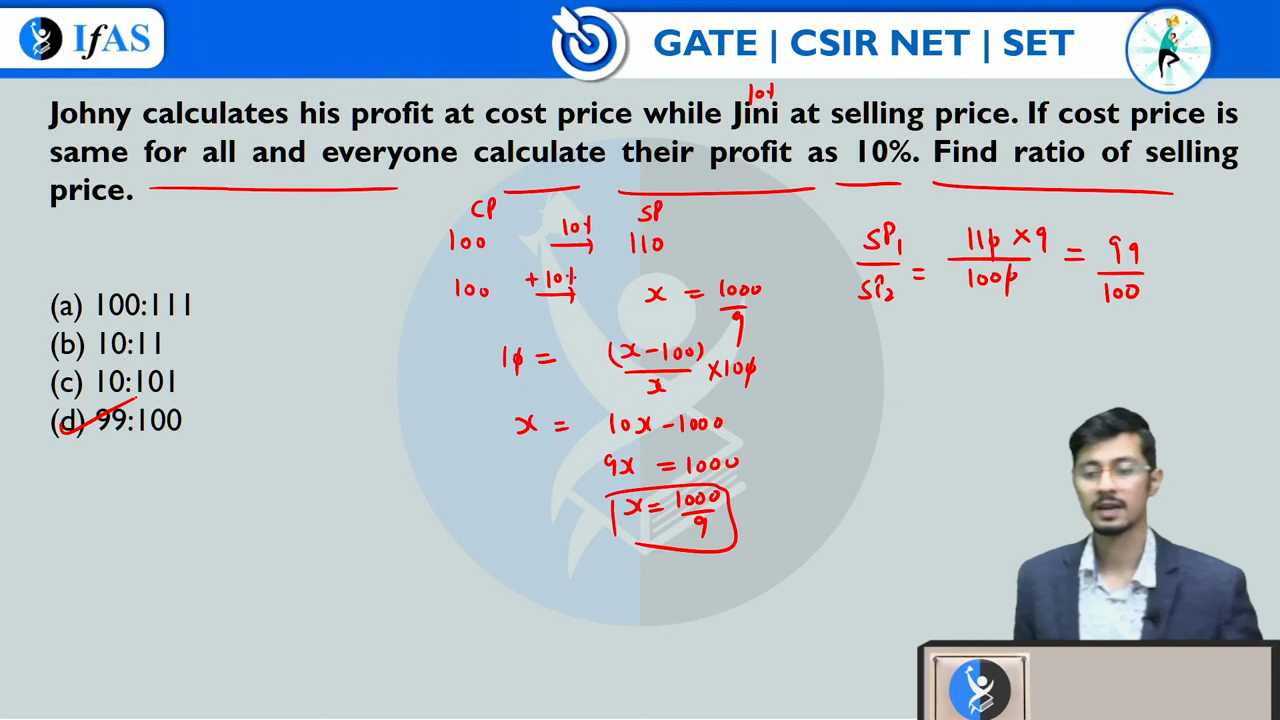 IfAS
GATE | CSIR NET | SET
10%
Johny calculates his profit at cost price while Jini at selling price. If cost price is
same for all and everyone calculate their profit as 10%. Find ratio of selling
price.
(a) 100:111
(b) 10:11
(c) 10:101
(d) 99:100
CP SP
100 10% → 110
100 +10% → x = 1000/9
10 = (x-100)/x ×100
x = 10x-1000
9x = 1000
x = 1000/9
SP1/SP2 = 110×9/1000 = 99/100